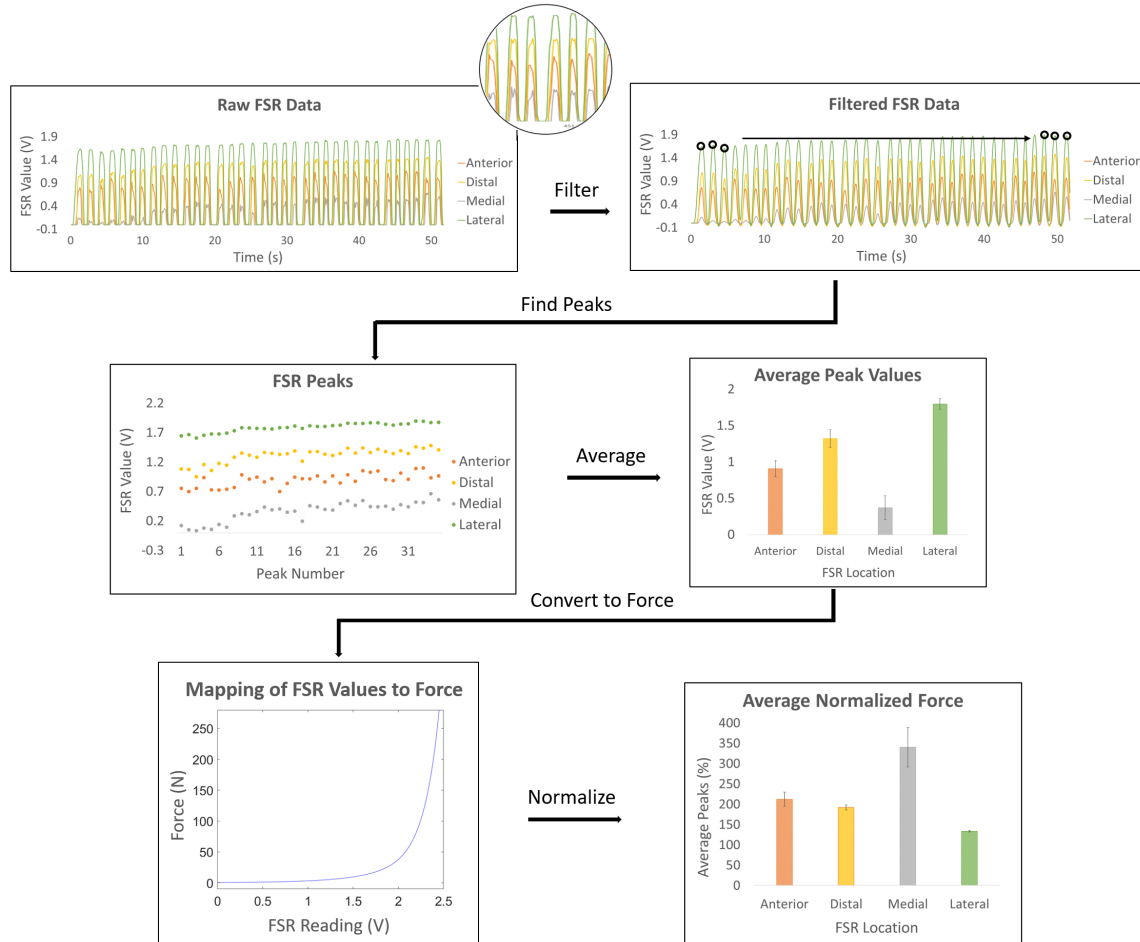 Raw FSR Data
FSR Value (V)
1.9
1.4
0.9
0.4
-0.1
0 10 20 30 40 50
Time (s)
Anterior
Distal
Medial
Lateral
Filter
Filtered FSR Data
FSR Value (V)
1.9
1.4
0.9
0.4
-0.1
0 10 20 30 40 50
Time (s)
Anterior
Distal
Medial
Lateral
Find Peaks
FSR Peaks
FSR Value (V)
2.2
1.7
1.2
0.7
0.2
-0.3
1 6 11 16 21 26 31
Peak Number
Anterior
Distal
Medial
Lateral
Average
Average Peak Values
FSR Value (V)
2
1.5
1
0.5
0
Anterior Distal Medial Lateral
FSR Location
Convert to Force
Mapping of FSR Values to Force
Force (N)
250
200
150
100
50
0
0 0.5 1 1.5 2 2.5
FSR Reading (V)
Normalize
Average Normalized Force
Average Peaks (%)
400
350
300
250
200
150
100
50
0
Anterior Distal Medial Lateral
FSR Location